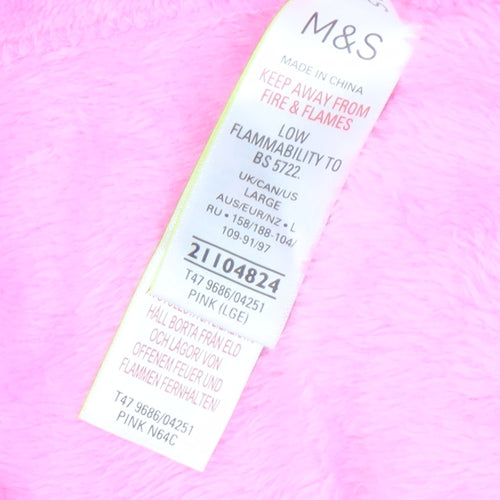 M&S
MADE IN CHINA
KEEP AWAY FROM
FIRE & FLAMES
LOW
FLAMMABILITY TO
BS 5722.
UK/CAN/US
LARGE
AUS/EUR/NZ • L
RU • 158/188-104/
109-91/97
21104824
T47 9686/04251
PINK (LGE)
HÅLL BORTA FRÅN ELD
OCH LÅGOR/ VON
OFFENEM FEUER UND
FLAMMEN FERNHALTEN/
T47 9686/04251
PINK N64C